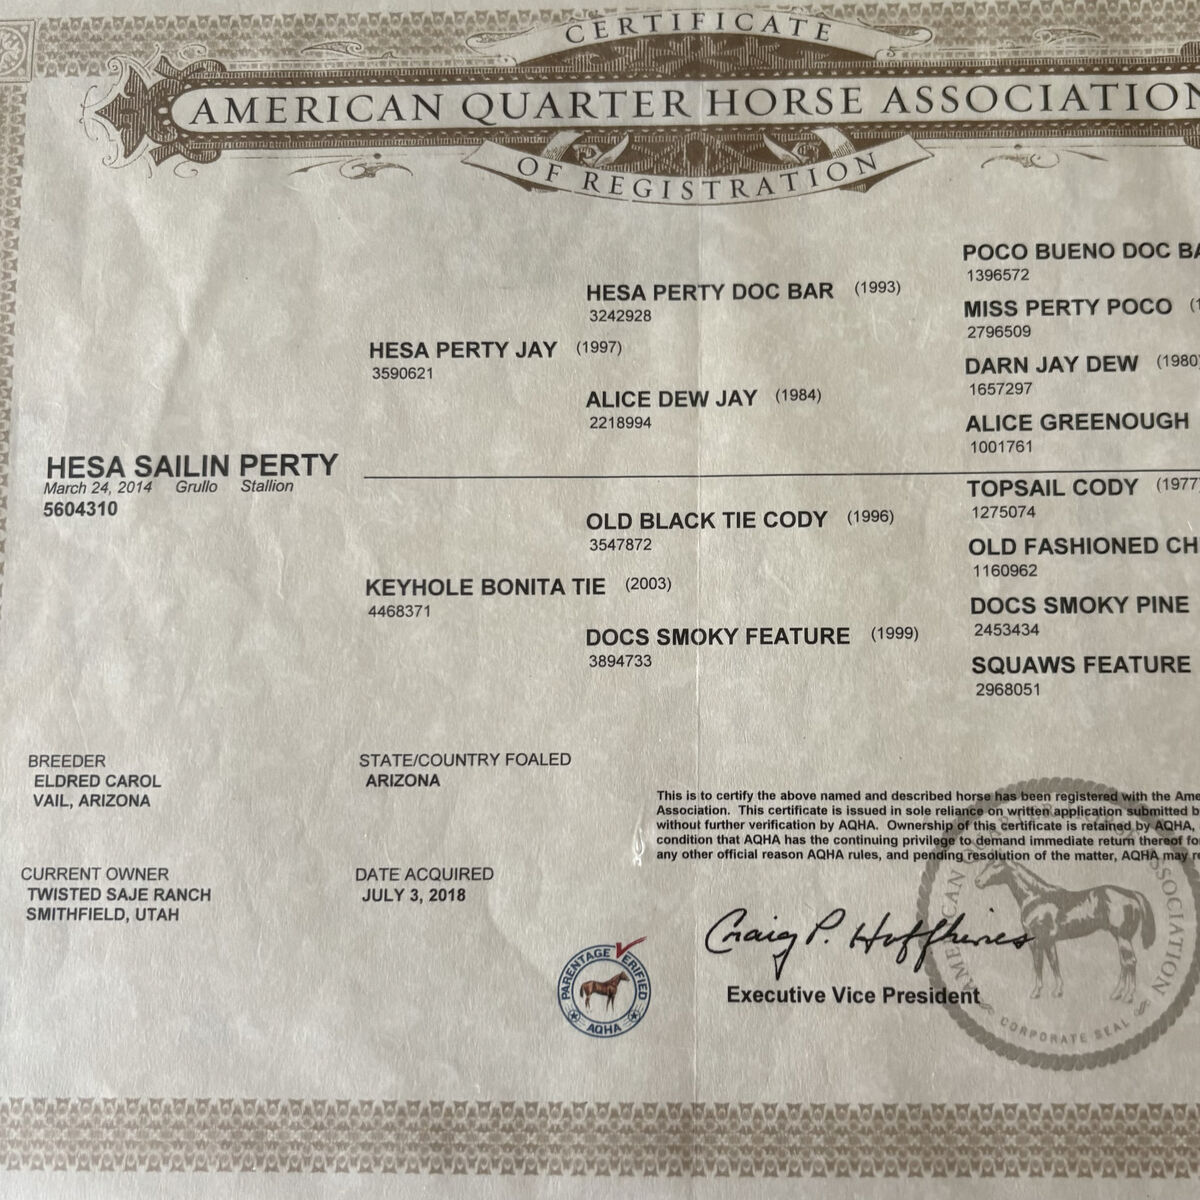 CERTIFICATE
AMERICAN QUARTER HORSE ASSOCIATION
OF REGISTRATION
POCO BUENO DOC BA
1396572
HESA PERTY DOC BAR (1993)
3242928
MISS PERTY POCO (1
2796509
HESA PERTY JAY (1997)
3590621
DARN JAY DEW (1980
1657297
ALICE DEW JAY (1984)
2218994
ALICE GREENOUGH
1001761
HESA SAILIN PERTY
March 24, 2014 Grullo Stallion
5604310
TOPSAIL CODY (1977
1275074
OLD BLACK TIE CODY (1996)
3547872
OLD FASHIONED CH
1160962
KEYHOLE BONITA TIE (2003)
4468371
DOCS SMOKY PINE
2453434
DOCS SMOKY FEATURE (1999)
3894733
SQUAWS FEATURE
2968051
BREEDER
ELDRED CAROL
VAIL, ARIZONA
STATE/COUNTRY FOALED
ARIZONA
This is to certify the above named and described horse has been registered with the Ame
Association. This certificate is issued in sole reliance on written application submitted b
without further verification by AQHA. Ownership of this certificate is retained by AQHA,
condition that AQHA has the continuing privilege to demand immediate return thereof fo
any other official reason AQHA rules, and pending resolution of the matter, AQHA may re
CURRENT OWNER
TWISTED SAJE RANCH
SMITHFIELD, UTAH
DATE ACQUIRED
JULY 3, 2018
Craig P. Huffhines
Executive Vice President
PARENTAGE VERIFIED
AQHA
CORPORATE SEAL